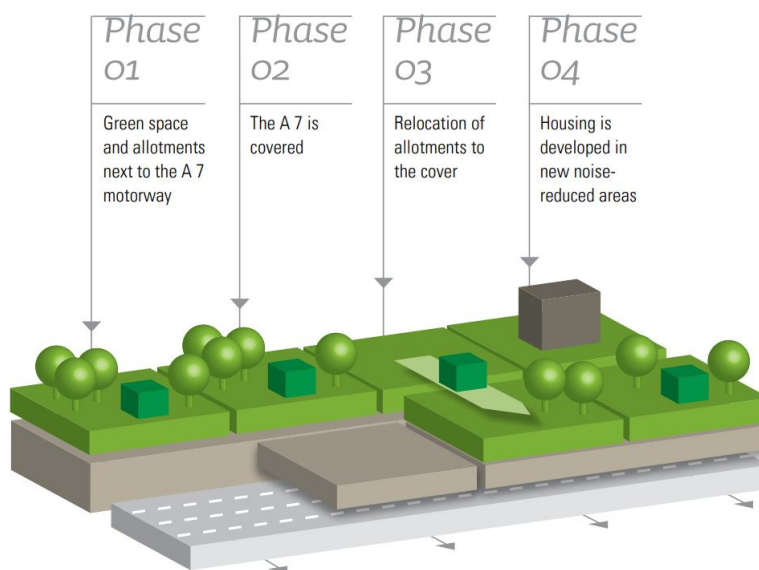 Phase
01
Green space
and allotments
next to the A 7
motorway
Phase
02
The A 7 is
covered
Phase
03
Relocation of
allotments to
the cover
Phase
04
Housing is
developed in
new noise-
reduced areas